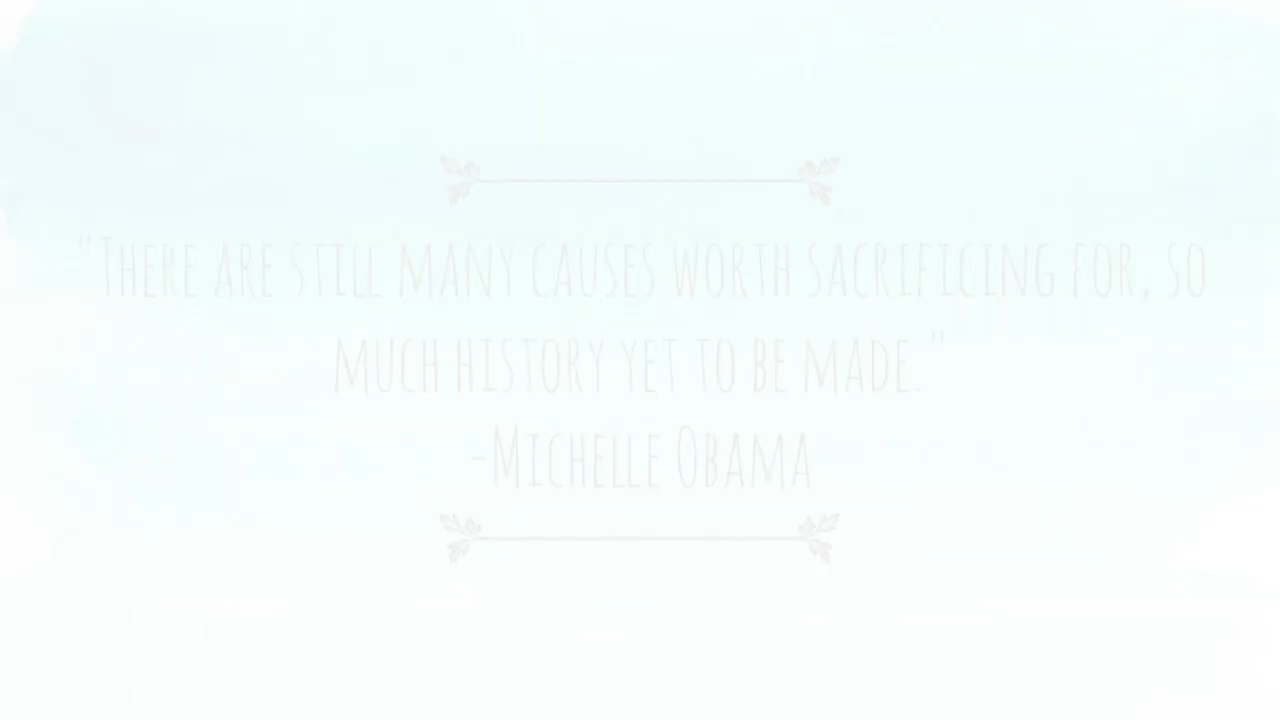 "There are still many causes worth sacrificing for, so
much history yet to be made."
-Michelle Obama